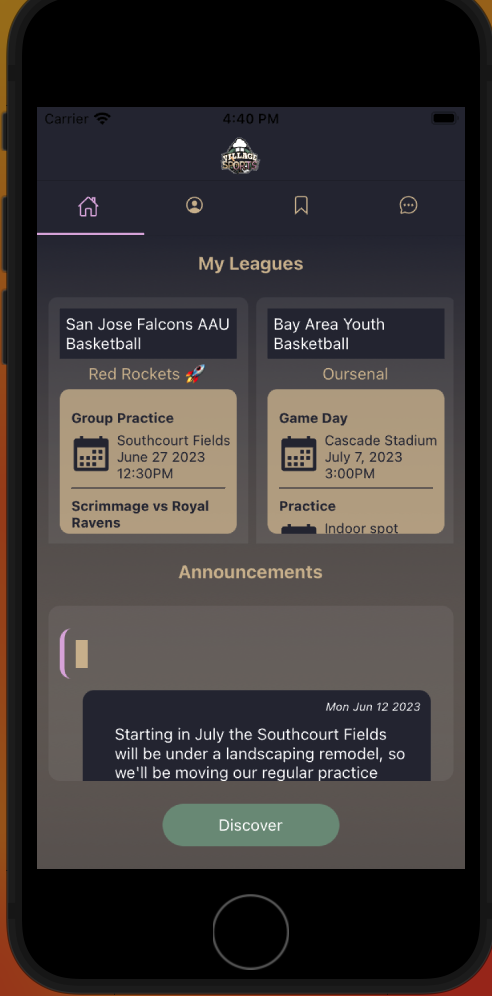 Carrier
4:40 PM
VILLAGE
SPORTS
My Leagues
San Jose Falcons AAU
Basketball
Red Rockets 🚀
Group Practice
Southcourt Fields
June 27 2023
12:30PM
Scrimmage vs Royal
Ravens
Bay Area Youth
Basketball
Oursenal
Game Day
Cascade Stadium
July 7, 2023
3:00PM
Practice
Indoor spot
Announcements
Mon Jun 12 2023
Starting in July the Southcourt Fields
will be under a landscaping remodel, so
we'll be moving our regular practice
Discover